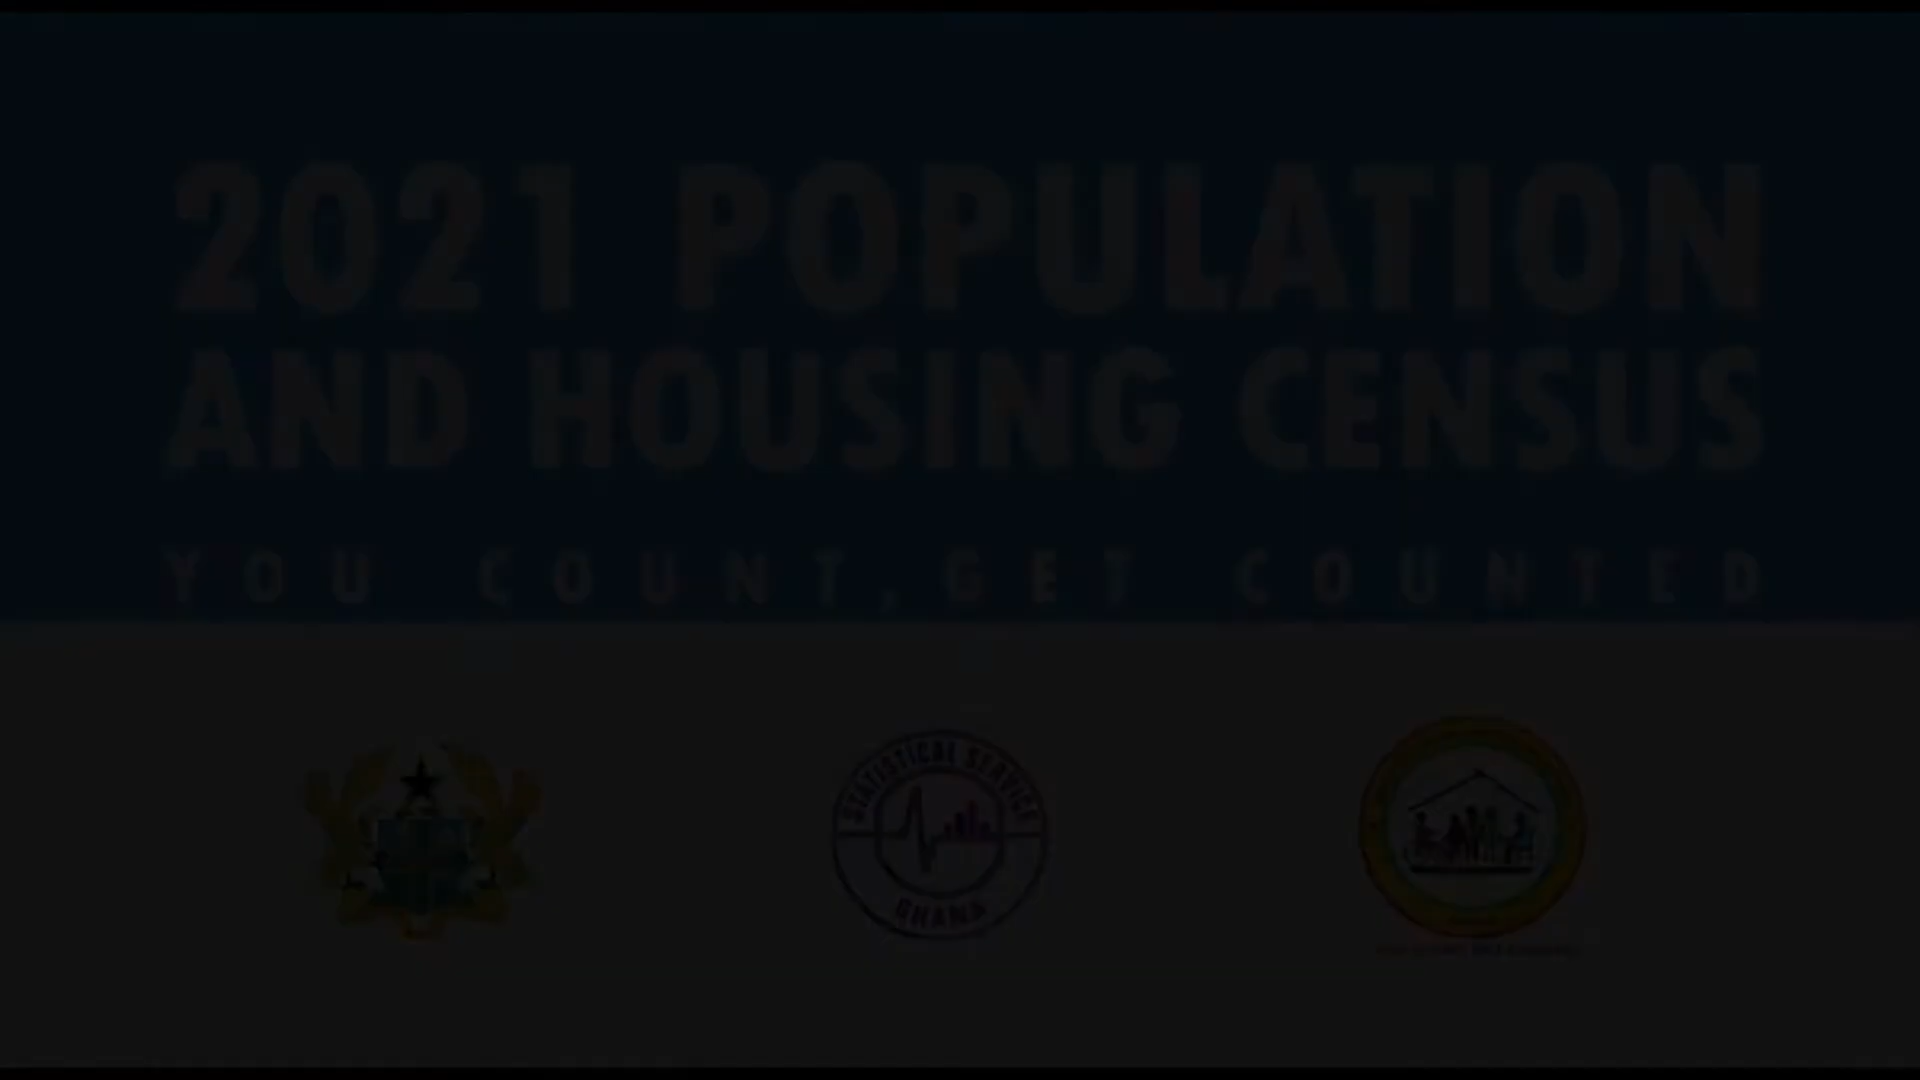 2021 POPULATION
AND HOUSING CENSUS
YOU COUNT, GET COUNTED
STATISTICAL SERVICE
GHANA